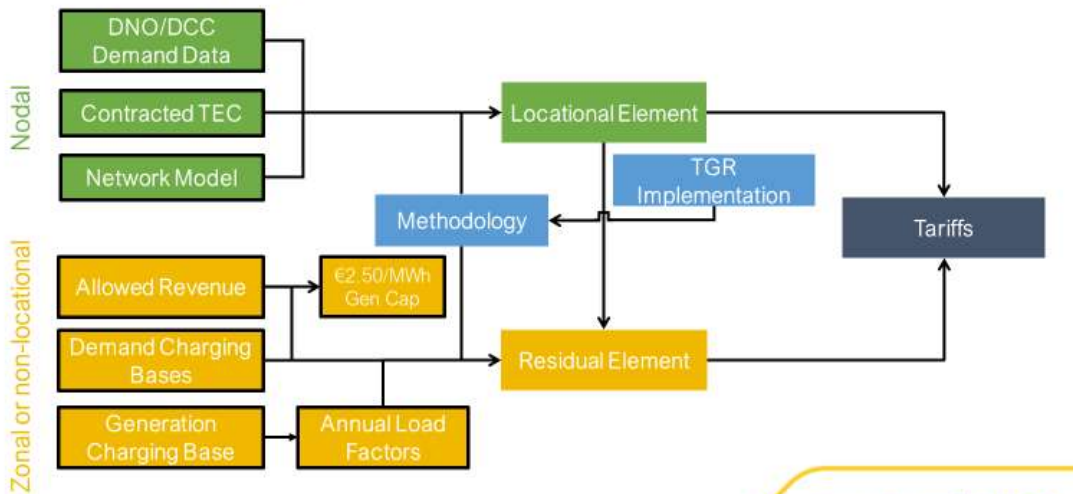 Nodal
DNO/DCC
Demand Data
Contracted TEC
Network Model
Locational Element
TGR
Implementation
Methodology
Tariffs
Zonal or non-locational
Allowed Revenue
€2.50/MWh
Gen Cap
Demand Charging
Bases
Residual Element
Generation
Charging Base
Annual Load
Factors